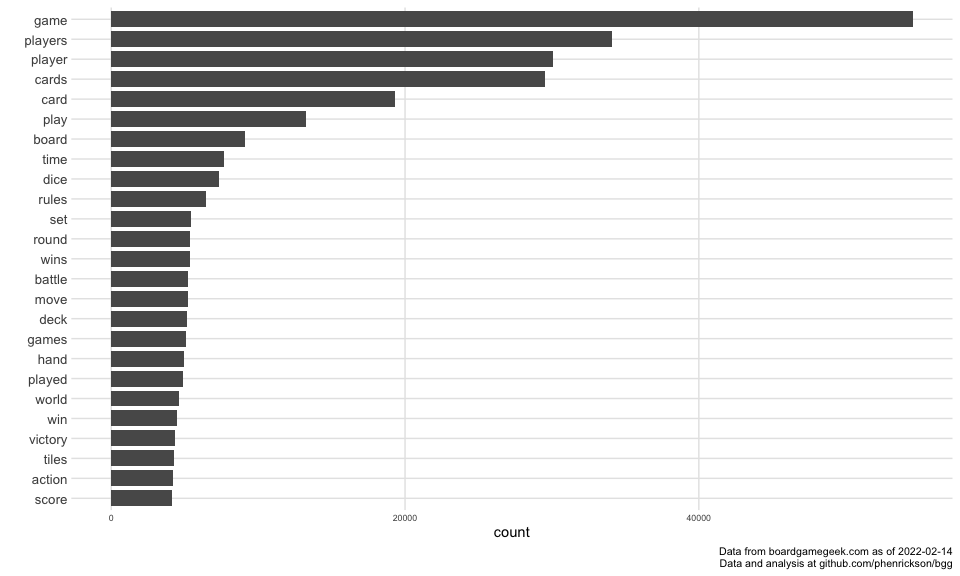 game
players
player
cards
card
play
board
time
dice
rules
set
round
wins
battle
move
deck
games
hand
played
world
win
victory
tiles
action
score
0 20000 40000
count
Data from boardgamegeek.com as of 2022-02-14
Data and analysis at github.com/phenrickson/bgg